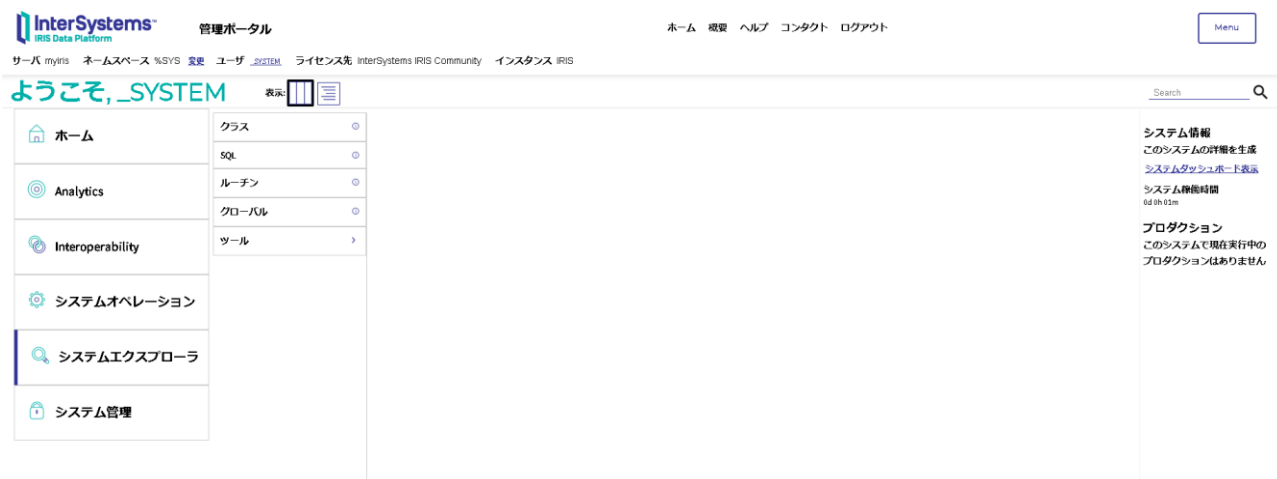 InterSystems™
IRIS Data Platform
管理ポータル
ホーム 概要 ヘルプ コンタクト ログアウト
Menu
サーバ myiris ネームスペース %SYS 変更 ユーザ _SYSTEM ライセンス先 InterSystems IRIS Community インスタンス IRIS
ようこそ, _SYSTEM
表示:
Search
ホーム
Analytics
Interoperability
システムオペレーション
システムエクスプローラ
システム管理
クラス
SQL
ルーチン
グローバル
ツール
システム情報
このシステムの詳細を生成
システムダッシュボード表示
システム稼働時間
0d 0h 01m
プロダクション
このシステムで現在実行中の
プロダクションはありません